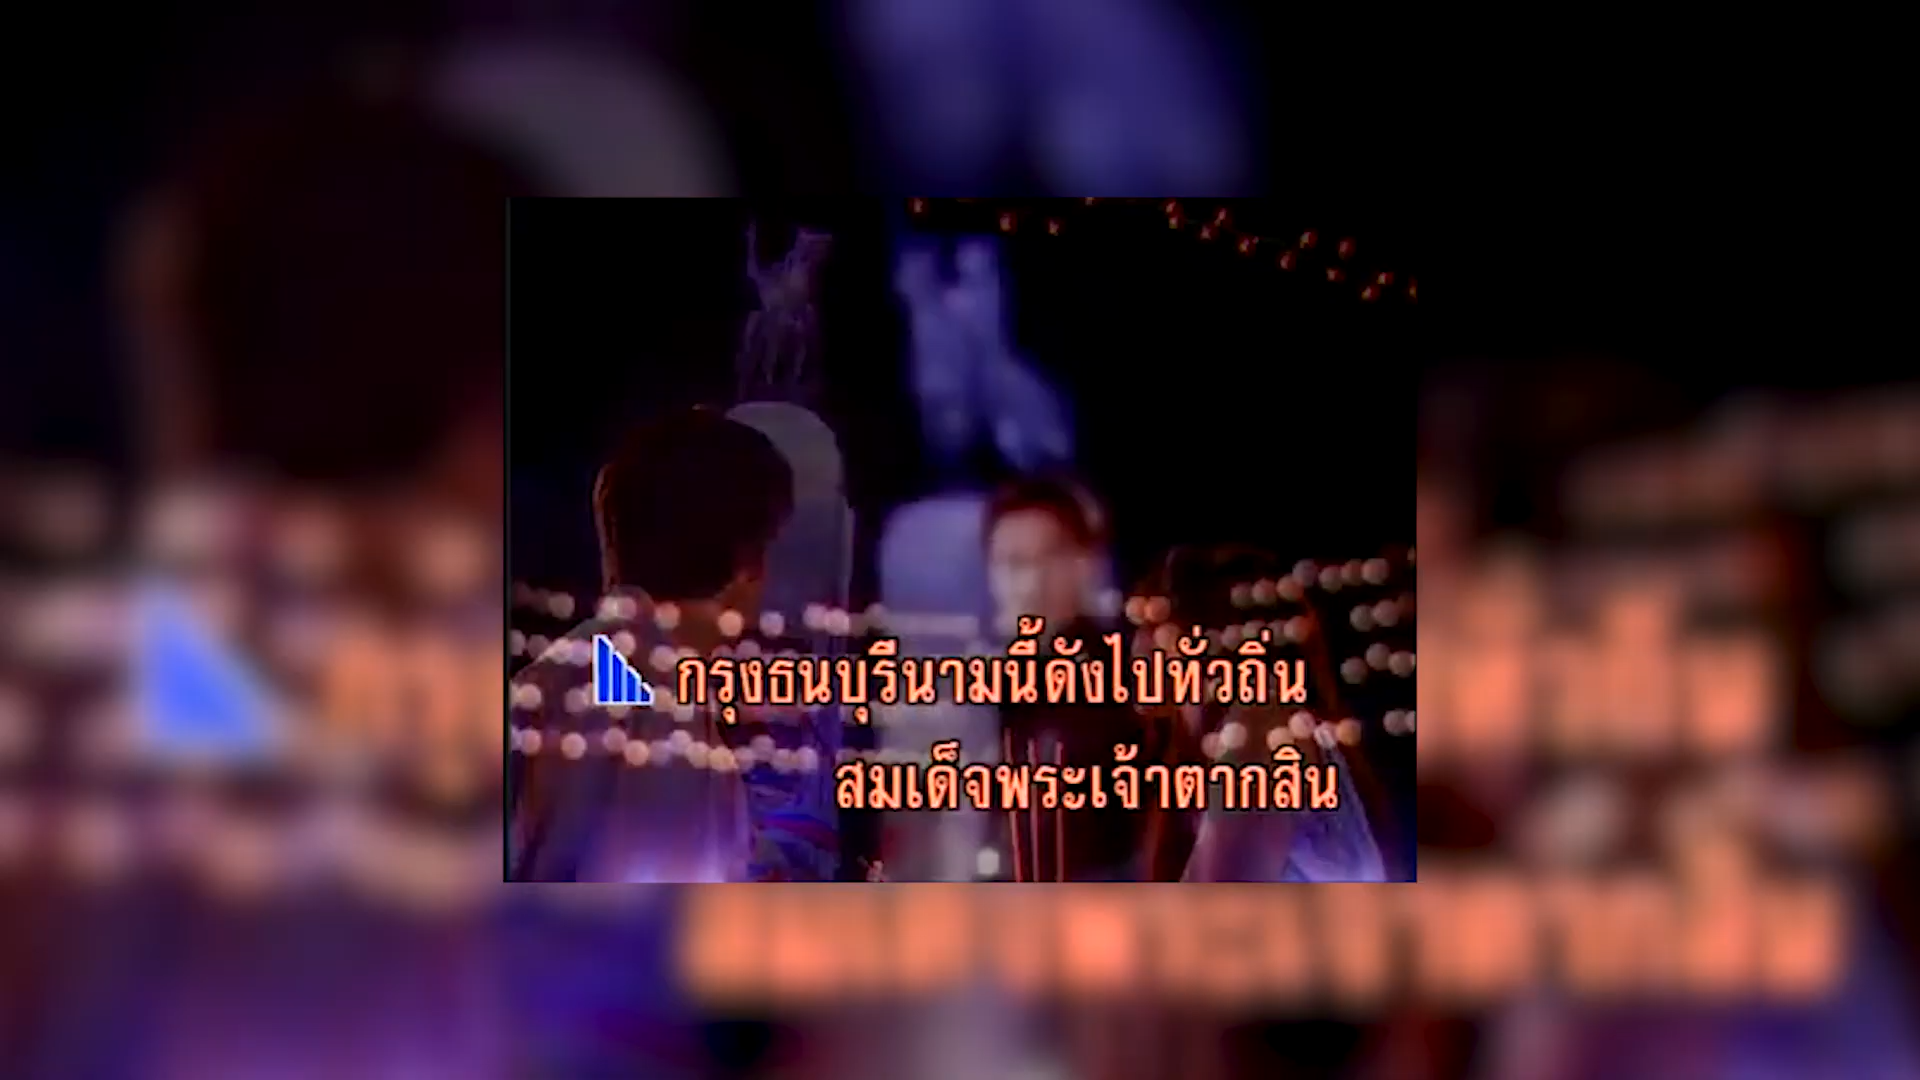 กรุงธนบุรีนามนี้ดังไปทั่วถิ่น
สมเด็จพระเจ้าตากสิน